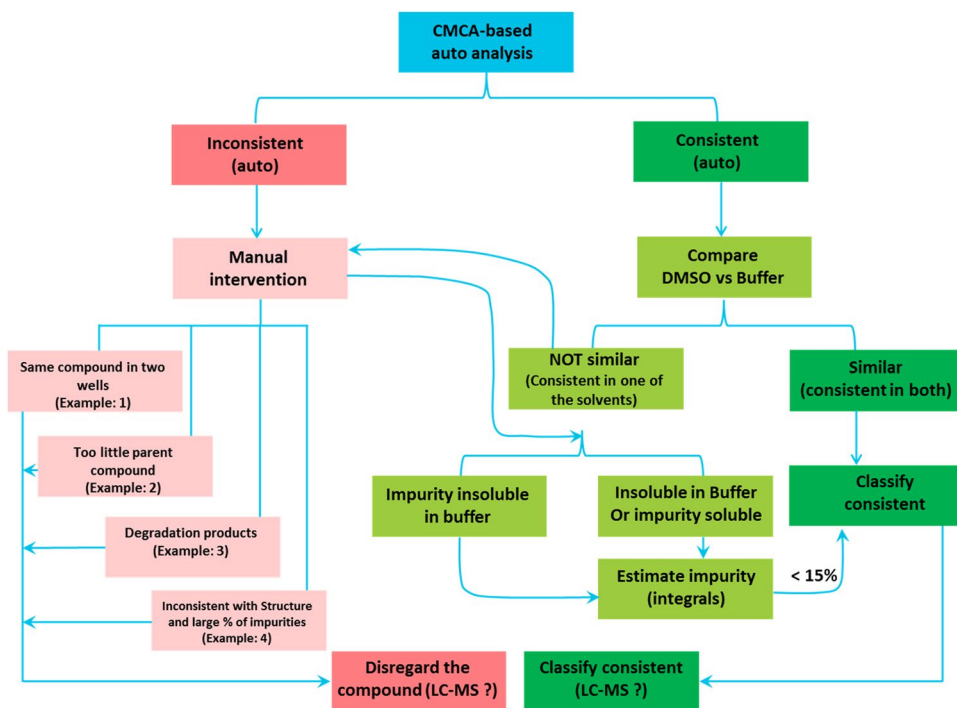 CMCA-based
auto analysis
Inconsistent
(auto)
Consistent
(auto)
Manual
intervention
Compare
DMSO vs Buffer
Same compound in two
wells
(Example: 1)
NOT similar
(Consistent in one of
the solvents)
Similar
(consistent in both)
Too little parent
compound
(Example: 2)
Impurity insoluble
in buffer
Insoluble in Buffer
Or impurity soluble
Classify
consistent
Degradation products
(Example: 3)
Estimate impurity
(integrals)
< 15%
Inconsistent with Structure
and large % of impurities
(Example: 4)
Disregard the
compound (LC-MS ?)
Classify consistent
(LC-MS ?)